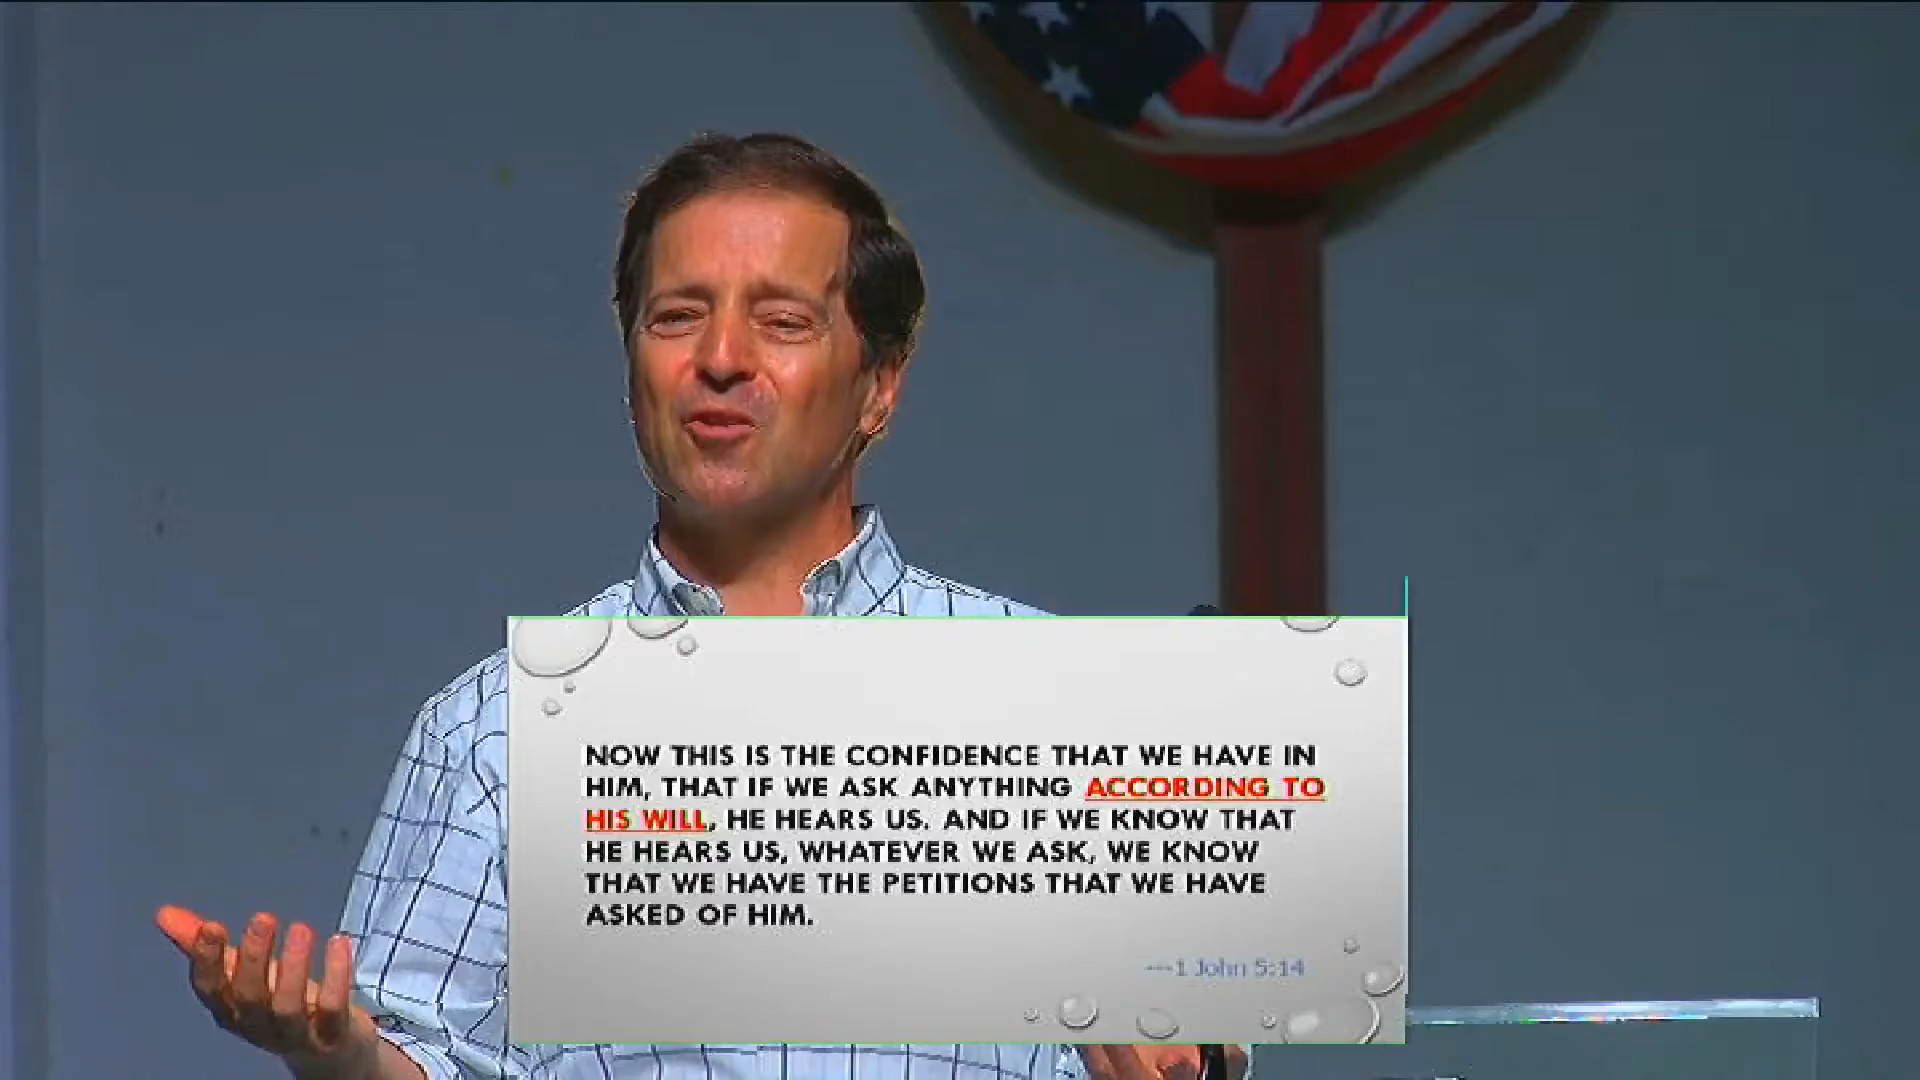 NOW THIS IS THE CONFIDENCE THAT WE HAVE IN
HIM, THAT IF WE ASK ANYTHING ACCORDING TO
HIS WILL, HE HEARS US. AND IF WE KNOW THAT
HE HEARS US, WHATEVER WE ASK, WE KNOW
THAT WE HAVE THE PETITIONS THAT WE HAVE
ASKED OF HIM.
---1 John 5:14